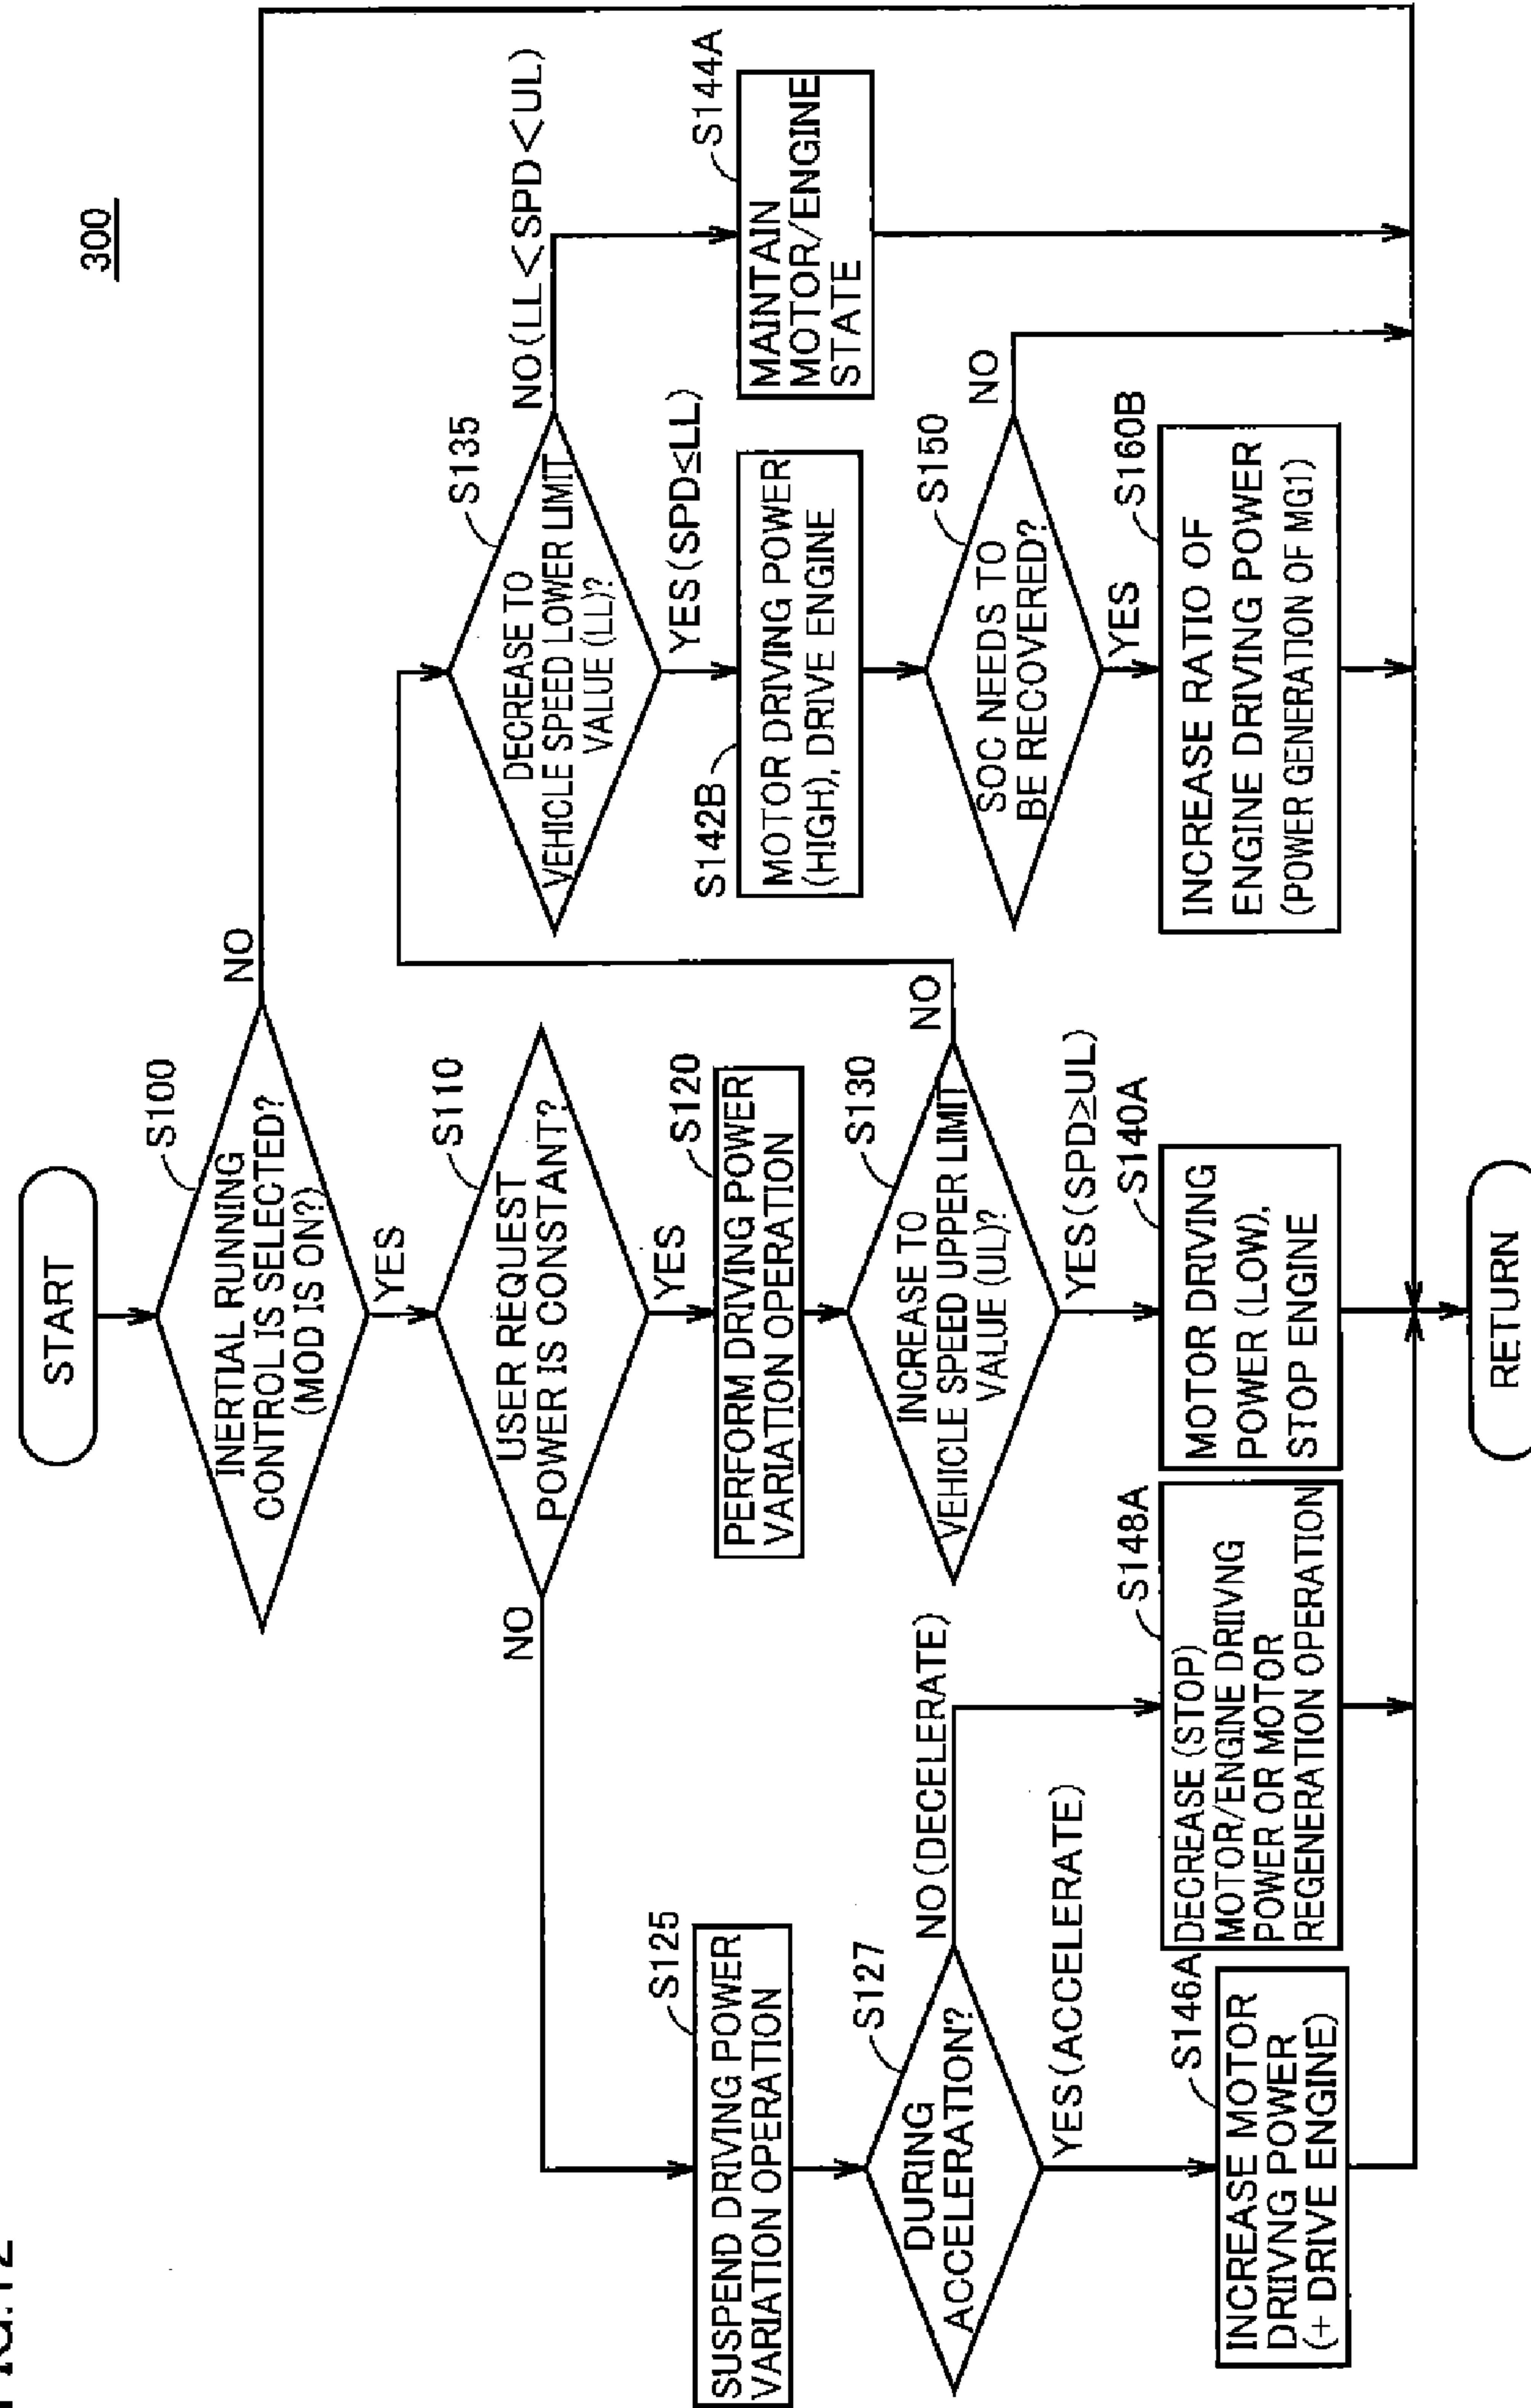 FIG. 12
300
START
S100
INERTIAL RUNNING
CONTROL IS SELECTED?
(MOD IS ON?)
NO
YES
S110
USER REQUEST
POWER IS CONSTANT?
NO
YES
S120
PERFORM DRIVING POWER
VARIATION OPERATION
S125
SUSPEND DRIVING POWER
VARIATION OPERATION
S127
DURING
ACCELERATION?
NO(DECELERATE)
YES(ACCELERATE)
S130
INCREASE TO
VEHICLE SPEED UPPER LIMIT
VALUE (UL)?
NO
YES(SPD≥UL)
S135
DECREASE TO
VEHICLE SPEED LOWER LIMIT
VALUE (LL)?
NO(LL<SPD<UL)
YES(SPD≤LL)
S142B
MOTOR DRIVING POWER
(HIGH), DRIVE ENGINE
S144A
MAINTAIN
MOTOR/ENGINE
STATE
S150
SOC NEEDS TO
BE RECOVERED?
NO
YES
S146A
INCREASE MOTOR
DRIIVNG POWER
(+ DRIVE ENGINE)
S148A
DECREASE (STOP)
MOTOR/ENGINE DRIIVNG
POWER OR MOTOR
REGENERATION OPERATION
S140A
MOTOR DRIVING
POWER (LOW),
STOP ENGINE
S160B
INCREASE RATIO OF
ENGINE DRIVING POWER
(POWER GENERATION OF MG1)
RETURN